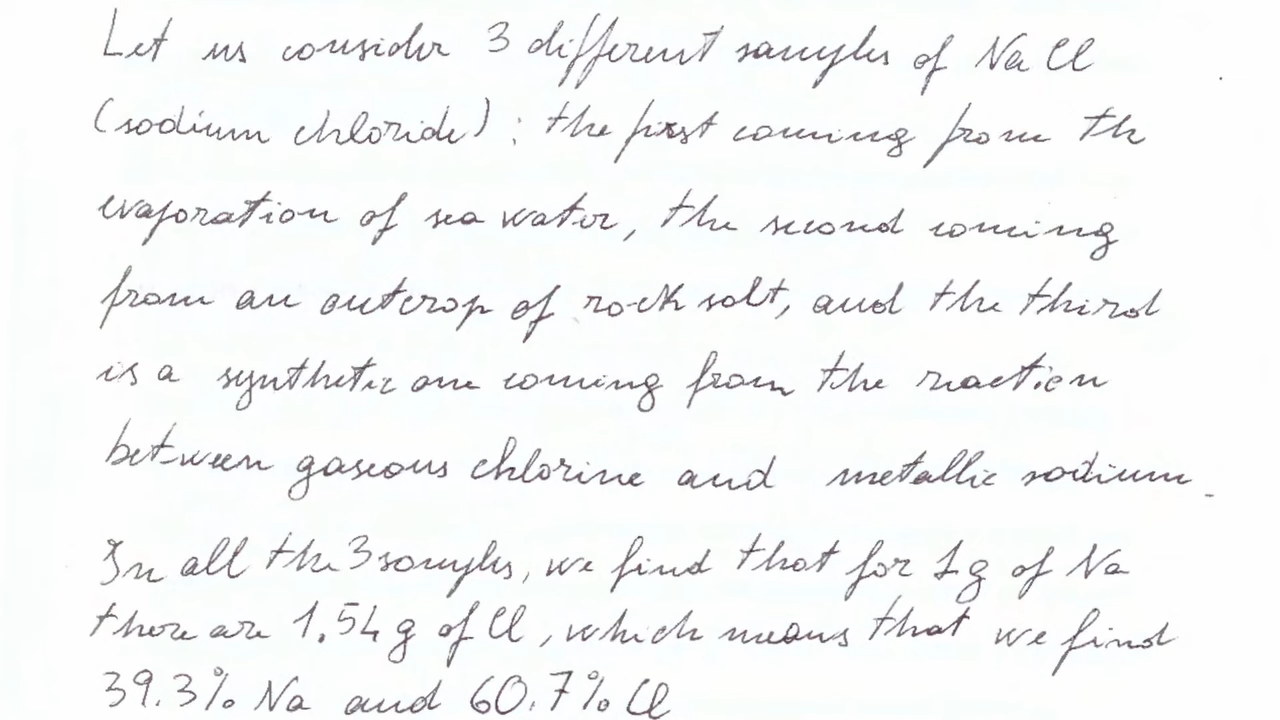 Let us consider 3 different samples of NaCl
(sodium chloride) : the first coming from the
evaporation of sea water, the second coming
from an outcrop of rock salt, and the third
is a synthetic one coming from the reaction
between gaseous chlorine and metallic sodium.
In all the 3 samples, we find that for 1g of Na
there are 1.54 g of Cl, which means that we find
39.3% Na and 60.7% Cl